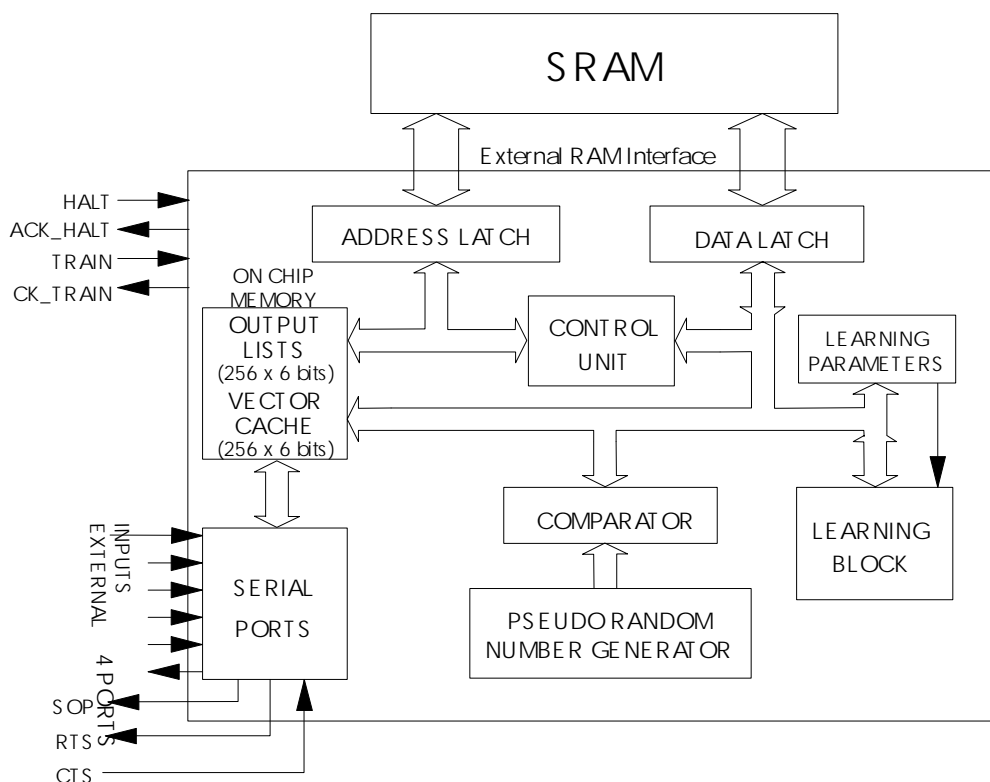 SRAM
External RAM Interface
HALT
ACK_HALT
TRAIN
CK_TRAIN
ADDRESS LATCH
DATA LATCH
ON CHIP
MEMORY
OUTPUT
LISTS
(256 x 6 bits)
VECTOR
CACHE
(256 x 6 bits)
CONTROL
UNIT
LEARNING
PARAMETERS
COMPARATOR
LEARNING
BLOCK
PSEUDO RANDOM
NUMBER GENERATOR
SERIAL
PORTS
INPUTS
EXTERNAL
4 PORTS
SOP
RTS
CTS